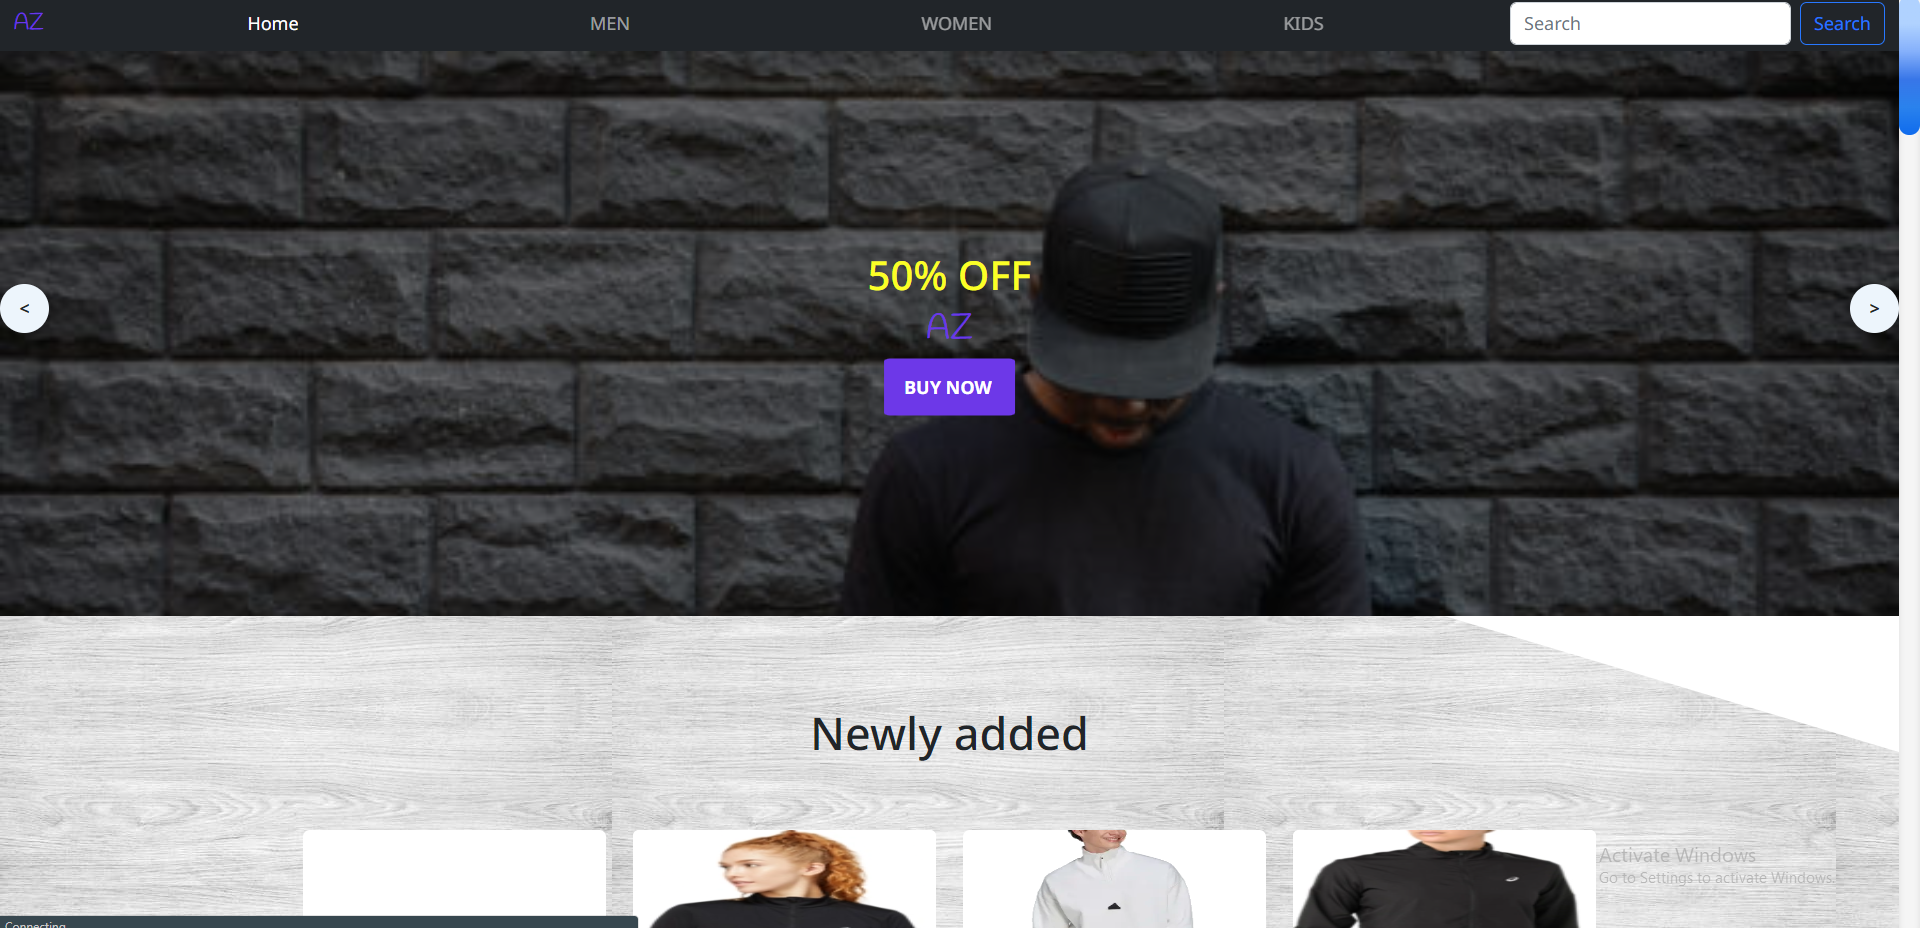 AZ
Home
MEN
WOMEN
KIDS
Search
Search
50% OFF
AZ
BUY NOW
<
>
Newly added
Activate Windows
Go to Settings to activate Windows.
Connecting